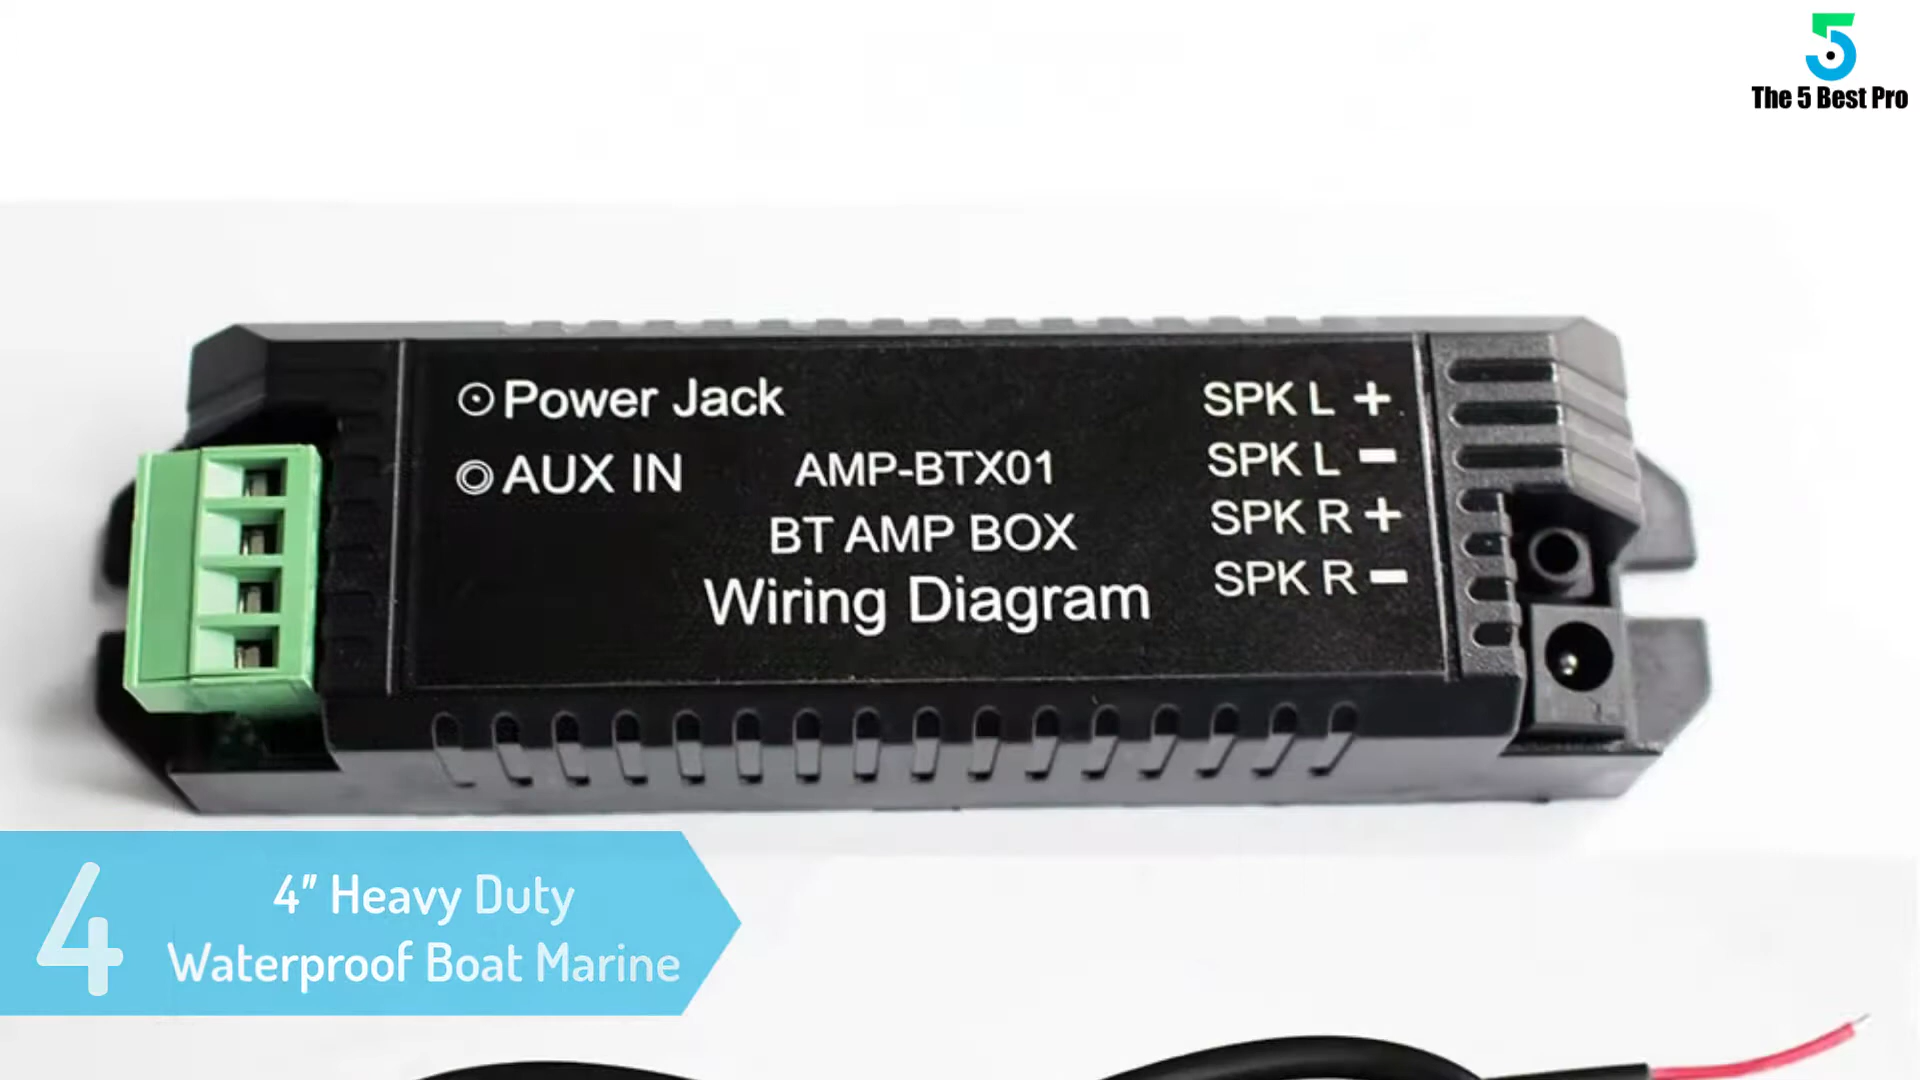 5
The 5 Best Pro
Power Jack
AUX IN
AMP-BTX01
BT AMP BOX
Wiring Diagram
SPK L +
SPK L -
SPK R +
SPK R -
4
4" Heavy Duty
Waterproof Boat Marine